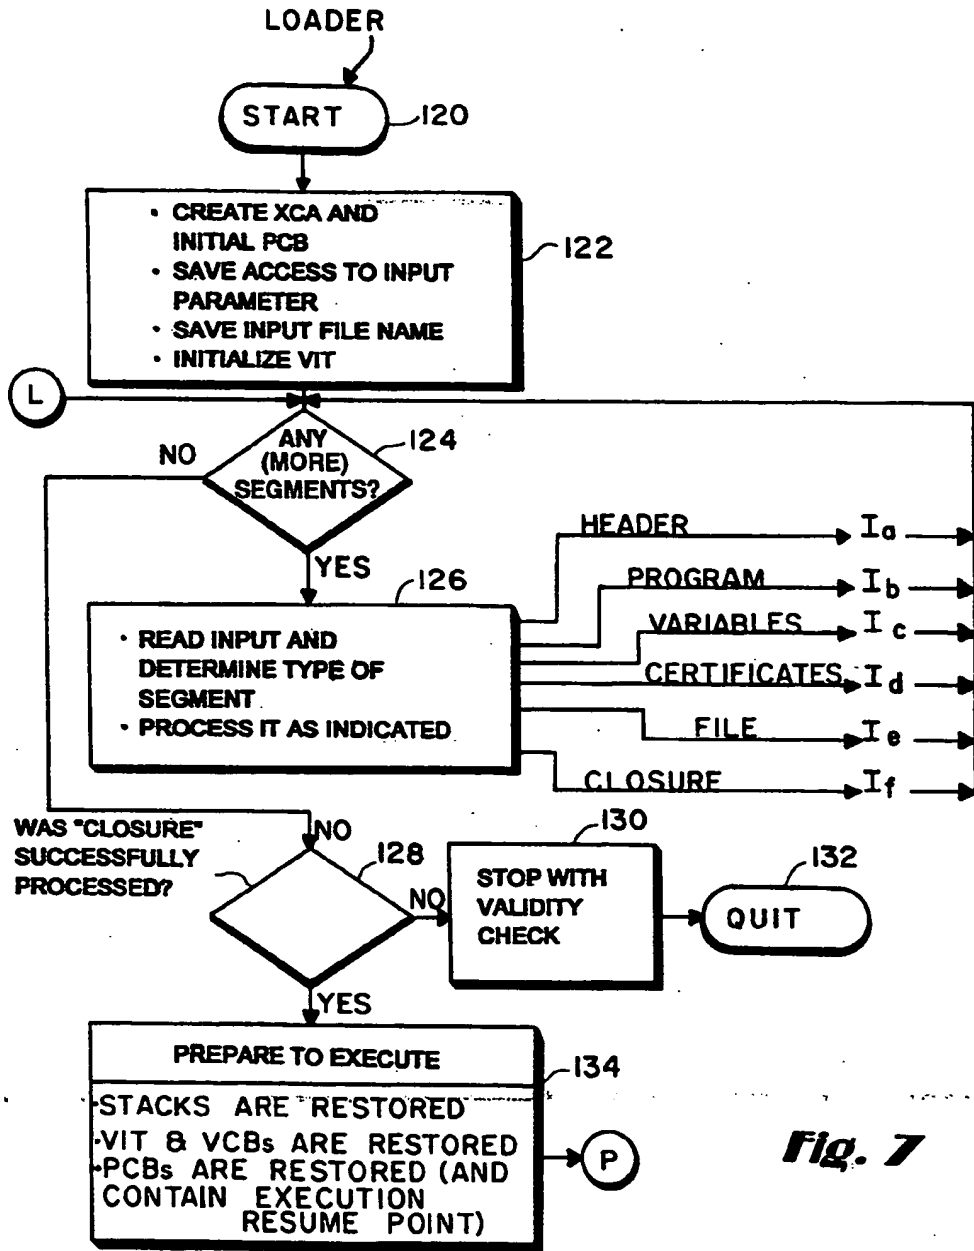 LOADER
START
120
• CREATE XCA AND
INITIAL PCB
• SAVE ACCESS TO INPUT
PARAMETER
• SAVE INPUT FILE NAME
• INITIALIZE VIT
122
L
ANY
(MORE)
SEGMENTS?
124
NO
YES
126
• READ INPUT AND
DETERMINE TYPE OF
SEGMENT
• PROCESS IT AS INDICATED
HEADER Ia
PROGRAM Ib
VARIABLES Ic
CERTIFICATES Id
FILE Ie
CLOSURE If
WAS "CLOSURE"
SUCCESSFULLY
PROCESSED?
NO
128
NO
130
STOP WITH
VALIDITY
CHECK
132
QUIT
YES
PREPARE TO EXECUTE
134
•STACKS ARE RESTORED
•VIT & VCBs ARE RESTORED
•PCBs ARE RESTORED (AND
CONTAIN EXECUTION
RESUME POINT)
P
Fig. 7